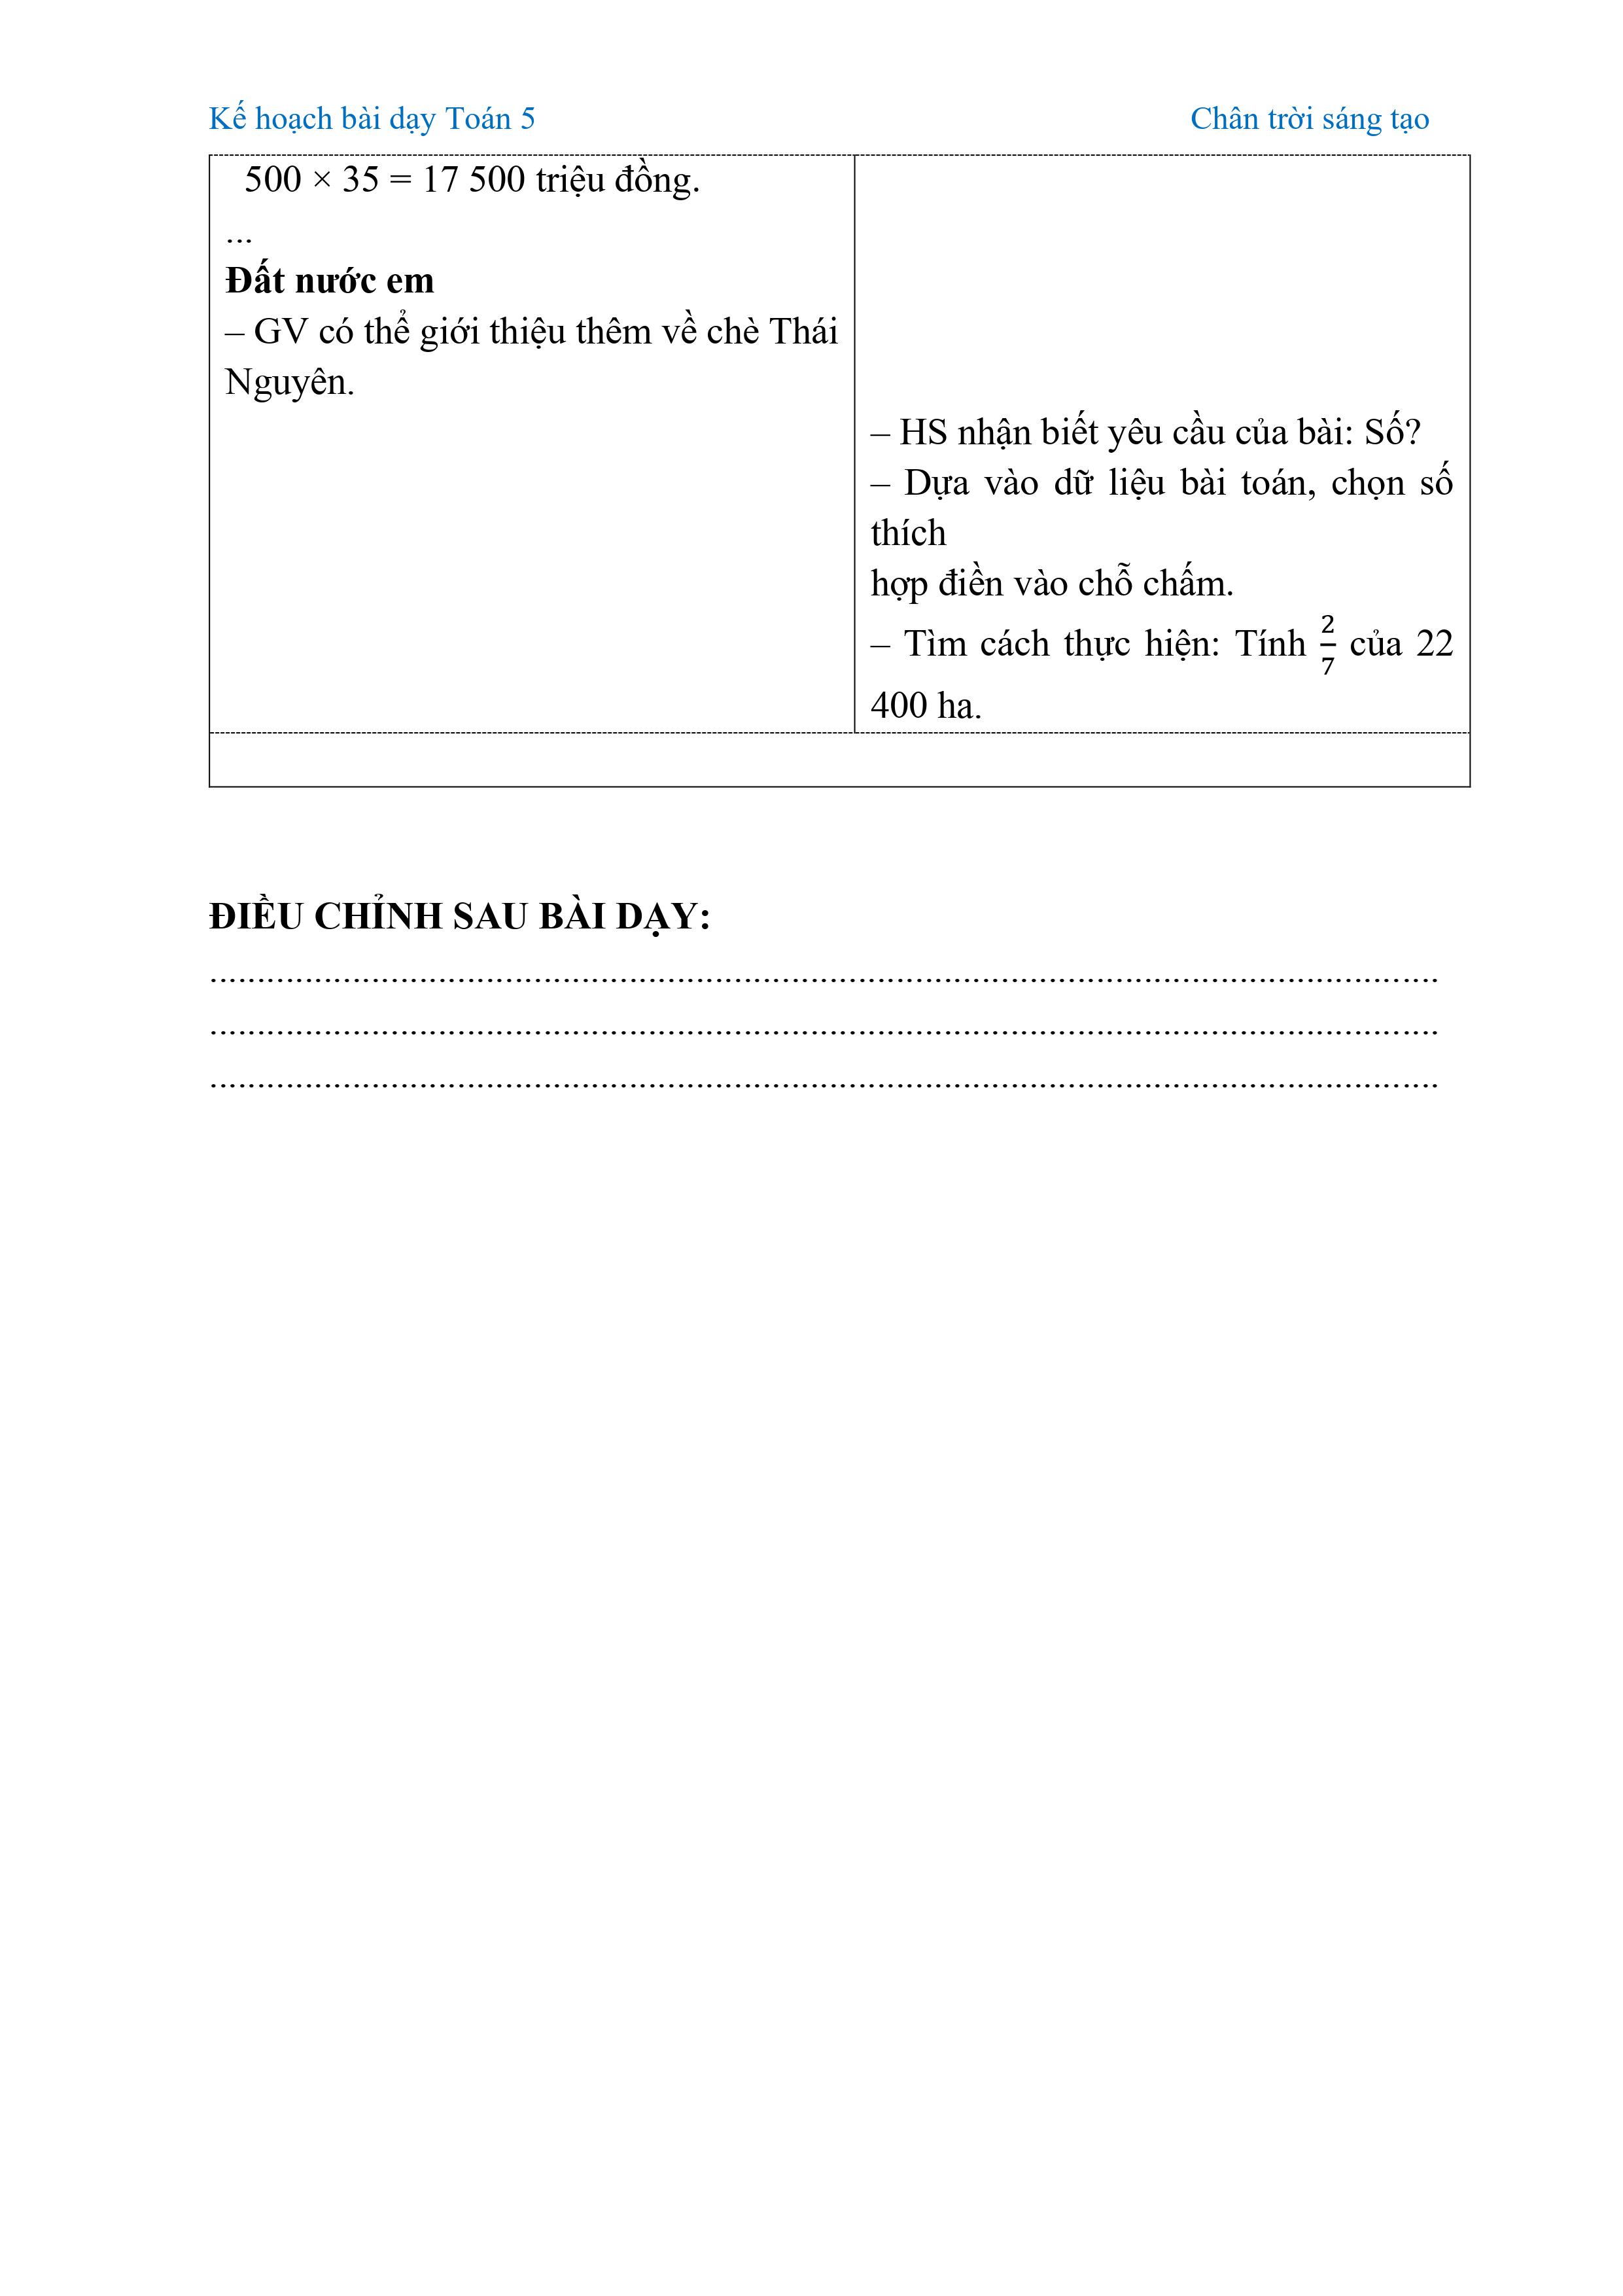 Kế hoạch bài dạy Toán 5 Chân trời sáng tạo
500 × 35 = 17 500 triệu đồng.
...
Đất nước em
– GV có thể giới thiệu thêm về chè Thái
Nguyên.
– HS nhận biết yêu cầu của bài: Số?
– Dựa vào dữ liệu bài toán, chọn số
thích
hợp điền vào chỗ chấm.
– Tìm cách thực hiện: Tính 2/7 của 22
400 ha.
ĐIỀU CHỈNH SAU BÀI DẠY:
................................................................................................................................
................................................................................................................................
................................................................................................................................